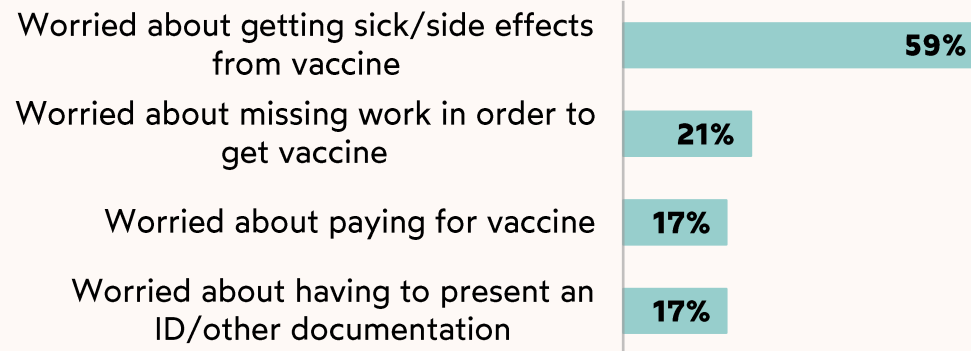 Worried about getting sick/side effects
from vaccine
59%
Worried about missing work in order to
get vaccine
21%
Worried about paying for vaccine
17%
Worried about having to present an
ID/other documentation
17%